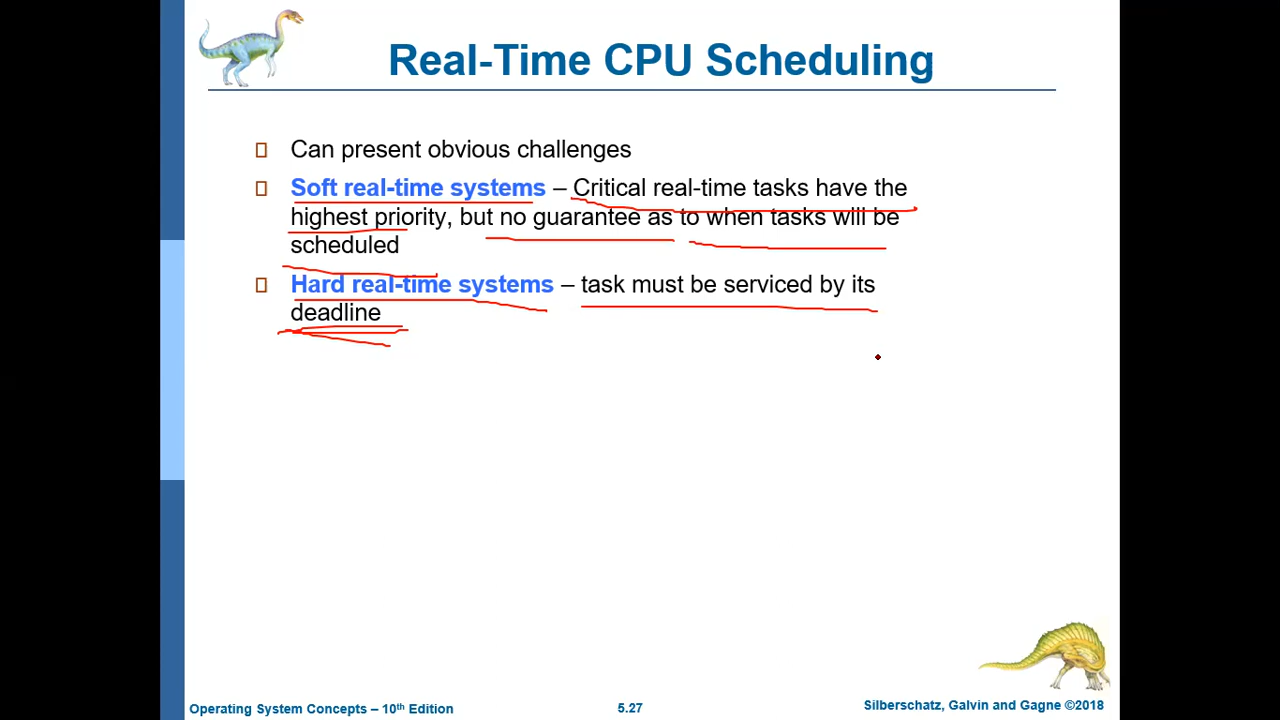 Real-Time CPU Scheduling
Can present obvious challenges
Soft real-time systems – Critical real-time tasks have the
highest priority, but no guarantee as to when tasks will be
scheduled
Hard real-time systems – task must be serviced by its
deadline
Operating System Concepts – 10th Edition
5.27
Silberschatz, Galvin and Gagne ©2018